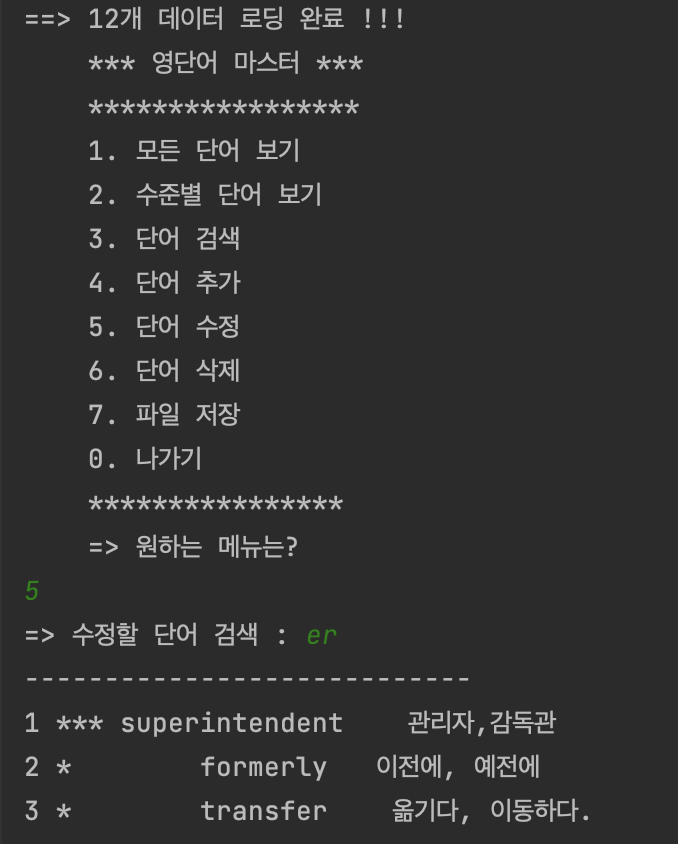 ==> 12개 데이터 로딩 완료 !!!
*** 영단어 마스터 ***
*****************
1. 모든 단어 보기
2. 수준별 단어 보기
3. 단어 검색
4. 단어 추가
5. 단어 수정
6. 단어 삭제
7. 파일 저장
0. 나가기
****************
=> 원하는 메뉴는?
5
=> 수정할 단어 검색 : er
----------------------------
1 *** superintendent    관리자,감독관
2 *        formerly   이전에, 예전에
3 *        transfer    옮기다, 이동하다.